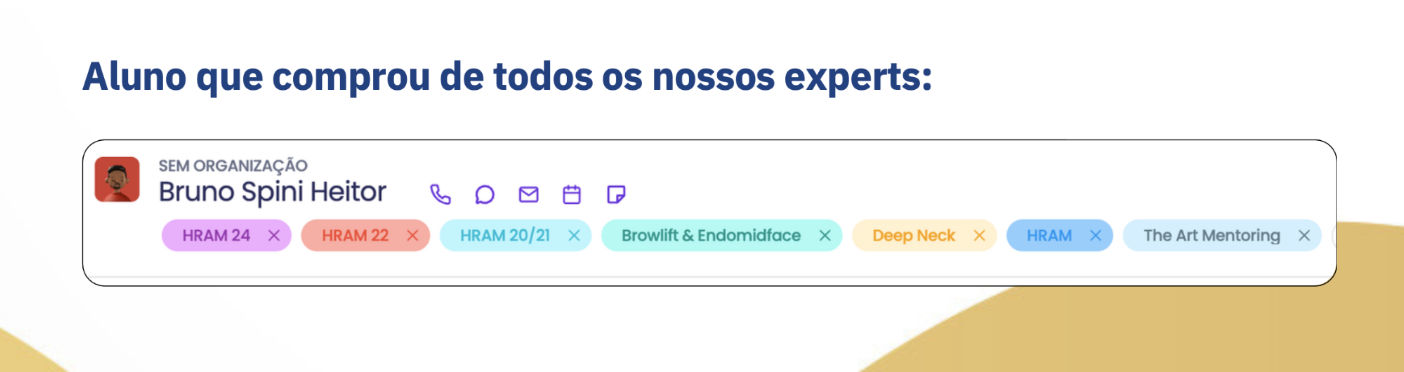 Aluno que comprou de todos os nossos experts:
SEM ORGANIZAÇÃO
Bruno Spini Heitor
HRAM 24 × HRAM 22 × HRAM 20/21 × Browlift & Endomidface × Deep Neck × HRAM × The Art Mentoring ×